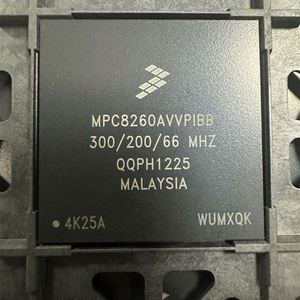 MPC8260AVVPIBB
300/200/66 MHZ
QQPH1225
MALAYSIA
4K25A WUMXQK